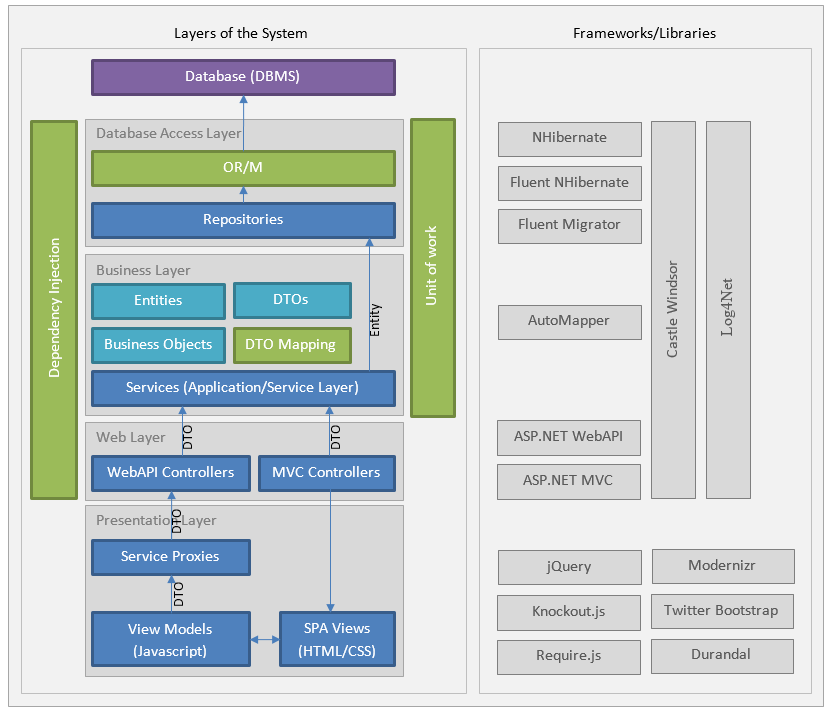 Layers of the System
Database (DBMS)
Dependency Injection
Database Access Layer
OR/M
Repositories
Unit of work
Business Layer
Entities
DTOs
Business Objects
DTO Mapping
Entity
Services (Application/Service Layer)
DTO
DTO
Web Layer
WebAPI Controllers
MVC Controllers
DTO
Presentation Layer
Service Proxies
DTO
View Models
(Javascript)
SPA Views
(HTML/CSS)
Frameworks/Libraries
NHibernate
Fluent NHibernate
Fluent Migrator
AutoMapper
ASP.NET WebAPI
ASP.NET MVC
Castle Windsor
Log4Net
jQuery
Modernizr
Knockout.js
Twitter Bootstrap
Require.js
Durandal